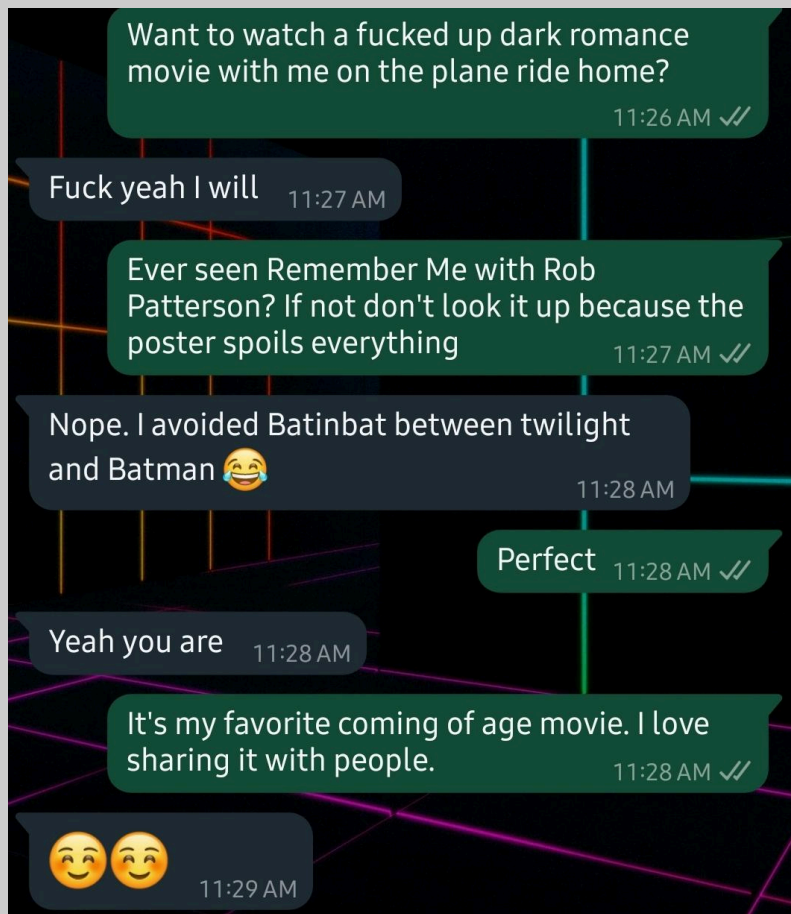 Want to watch a fucked up dark romance
movie with me on the plane ride home?
11:26 AM
Fuck yeah I will 11:27 AM
Ever seen Remember Me with Rob
Patterson? If not don't look it up because the
poster spoils everything 11:27 AM
Nope. I avoided Batinbat between twilight
and Batman 😂
11:28 AM
Perfect 11:28 AM
Yeah you are 11:28 AM
It's my favorite coming of age movie. I love
sharing it with people. 11:28 AM
☺️☺️ 11:29 AM